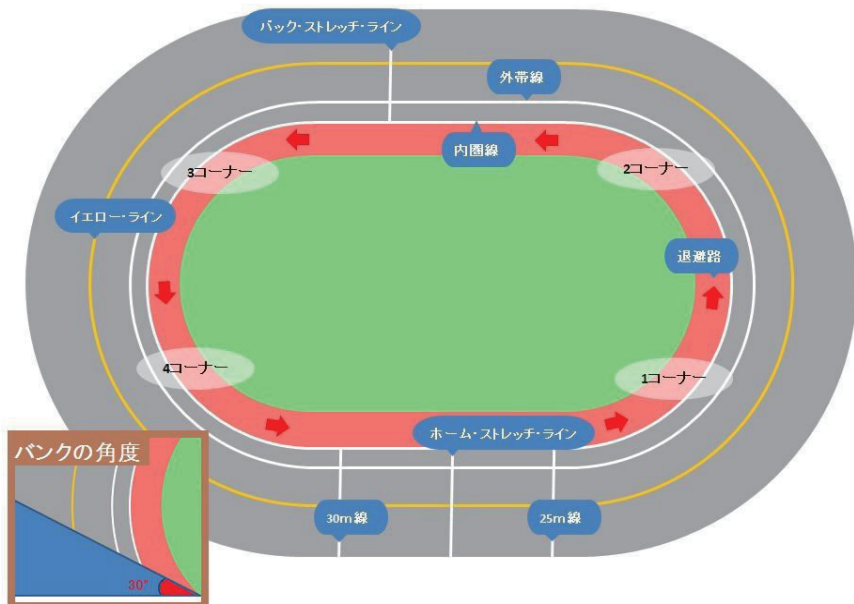 バック・ストレッチ・ライン
外帯線
内圏線
3コーナー
2コーナー
イエロー・ライン
退避路
4コーナー
1コーナー
ホーム・ストレッチ・ライン
バンクの角度
30m線
25m線
30°